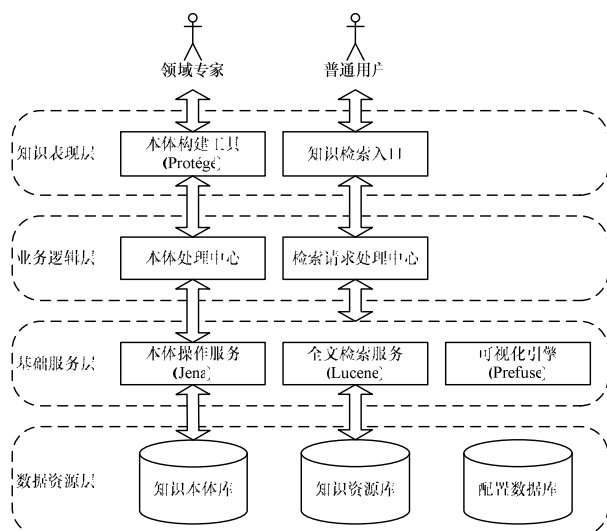 领域专家
普通用户
知识表现层
本体构建工具
(Protégé)
知识检索入口
业务逻辑层
本体处理中心
检索请求处理中心
基础服务层
本体操作服务
(Jena)
全文检索服务
(Lucene)
可视化引擎
(Prefuse)
数据资源层
知识本体库
知识资源库
配置数据库